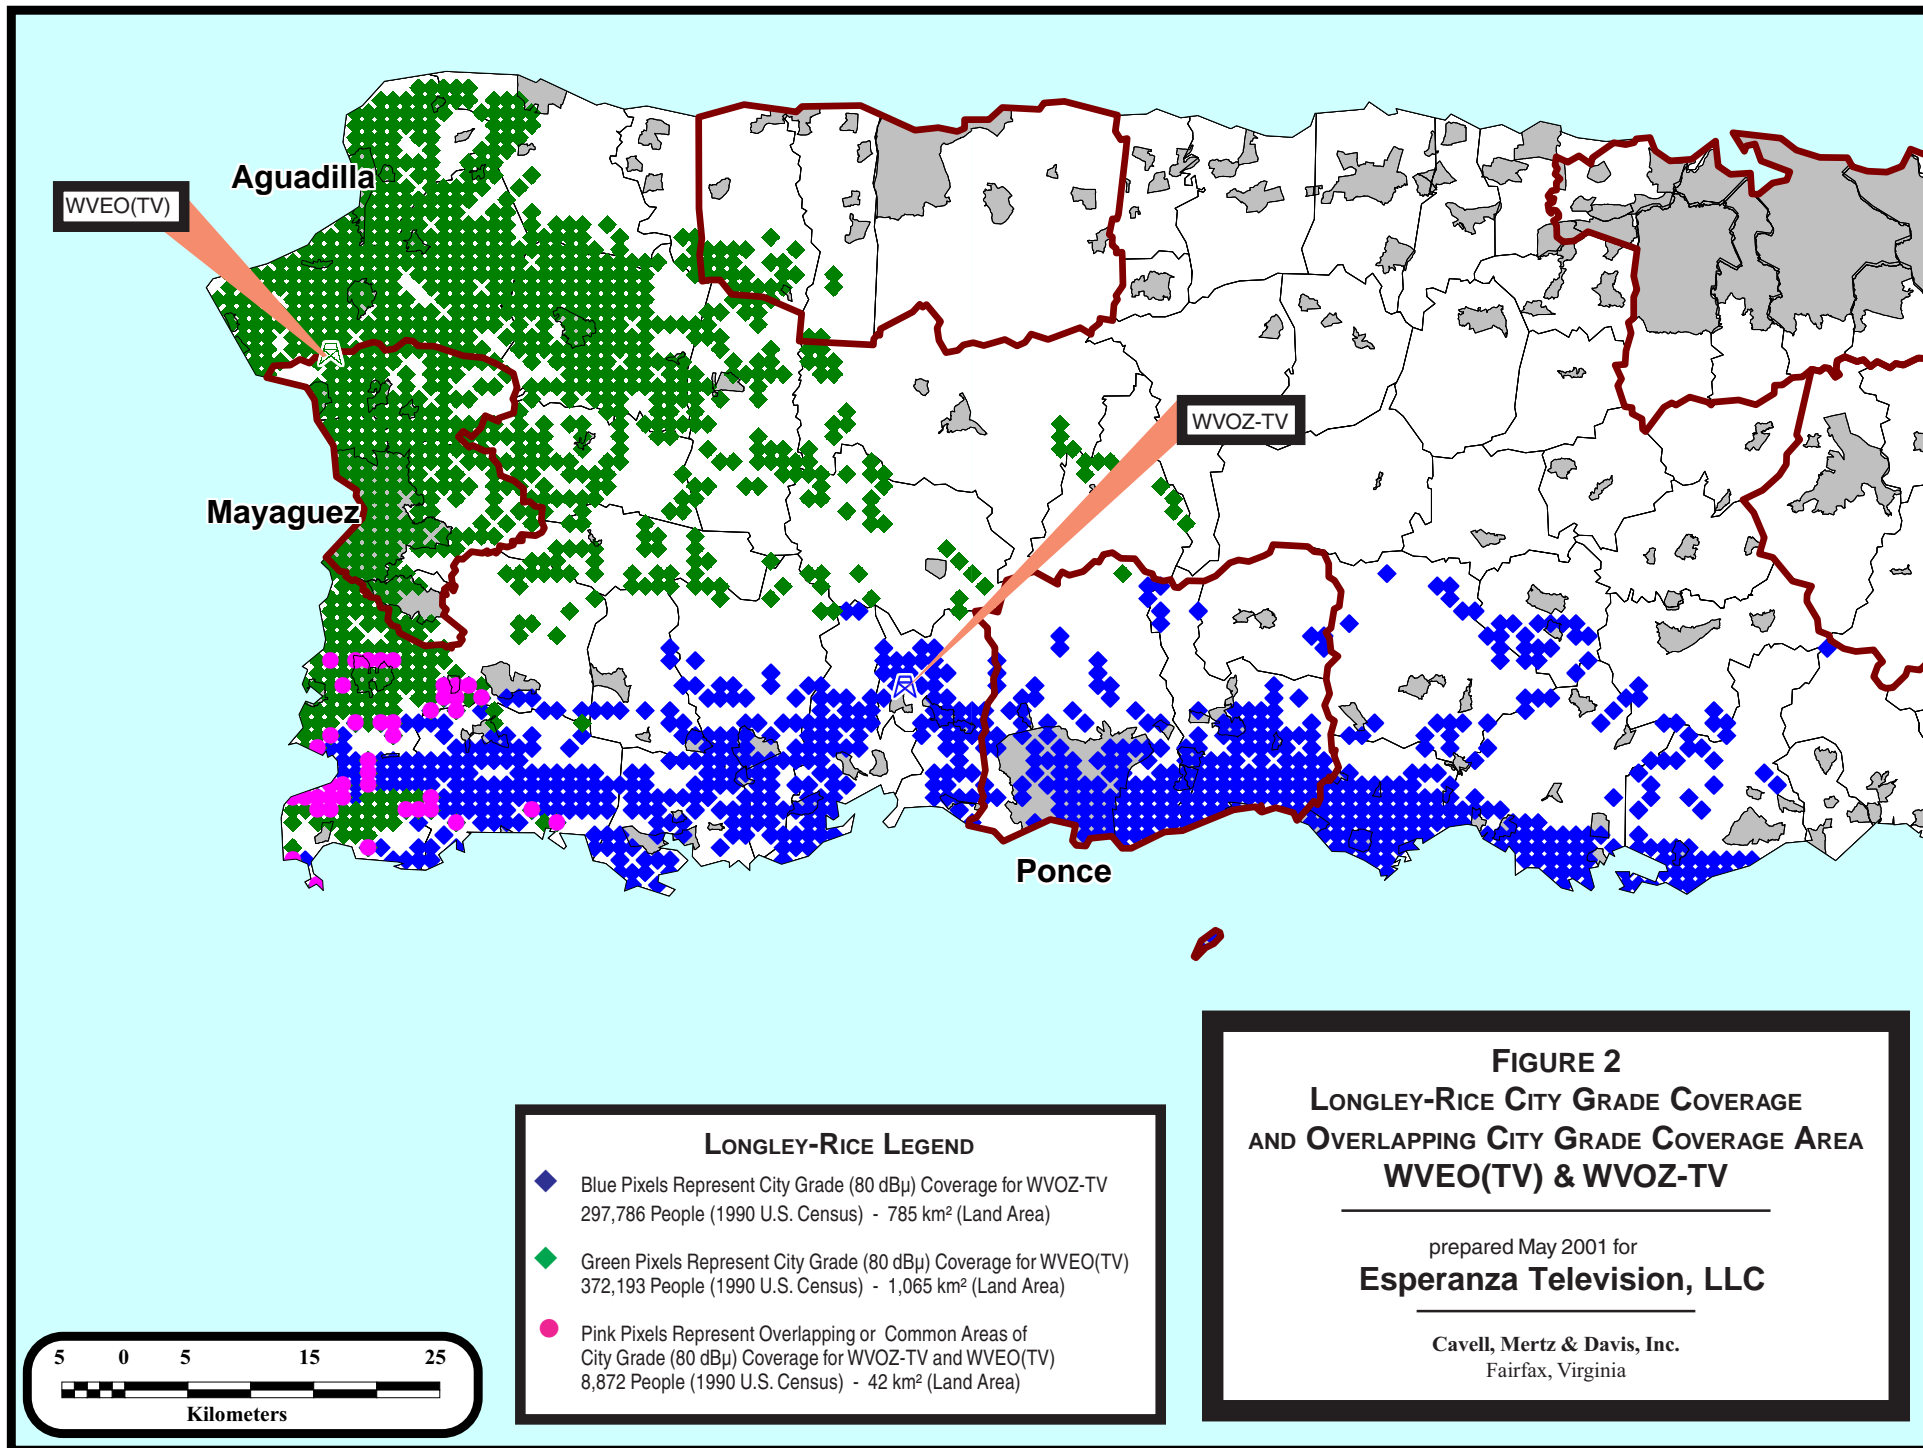 Aguadilla
WVEO(TV)
WVOZ-TV
Mayaguez
Ponce
FIGURE 2
LONGLEY-RICE CITY GRADE COVERAGE
AND OVERLAPPING CITY GRADE COVERAGE AREA
WVEO(TV) & WVOZ-TV
prepared May 2001 for
Esperanza Television, LLC
Cavell, Mertz & Davis, Inc.
Fairfax, Virginia
LONGLEY-RICE LEGEND
Blue Pixels Represent City Grade (80 dBµ) Coverage for WVOZ-TV
297,786 People (1990 U.S. Census) - 785 km² (Land Area)
Green Pixels Represent City Grade (80 dBµ) Coverage for WVEO(TV)
372,193 People (1990 U.S. Census) - 1,065 km² (Land Area)
Pink Pixels Represent Overlapping or Common Areas of
City Grade (80 dBµ) Coverage for WVOZ-TV and WVEO(TV)
8,872 People (1990 U.S. Census) - 42 km² (Land Area)
5 0 5 15 25
Kilometers